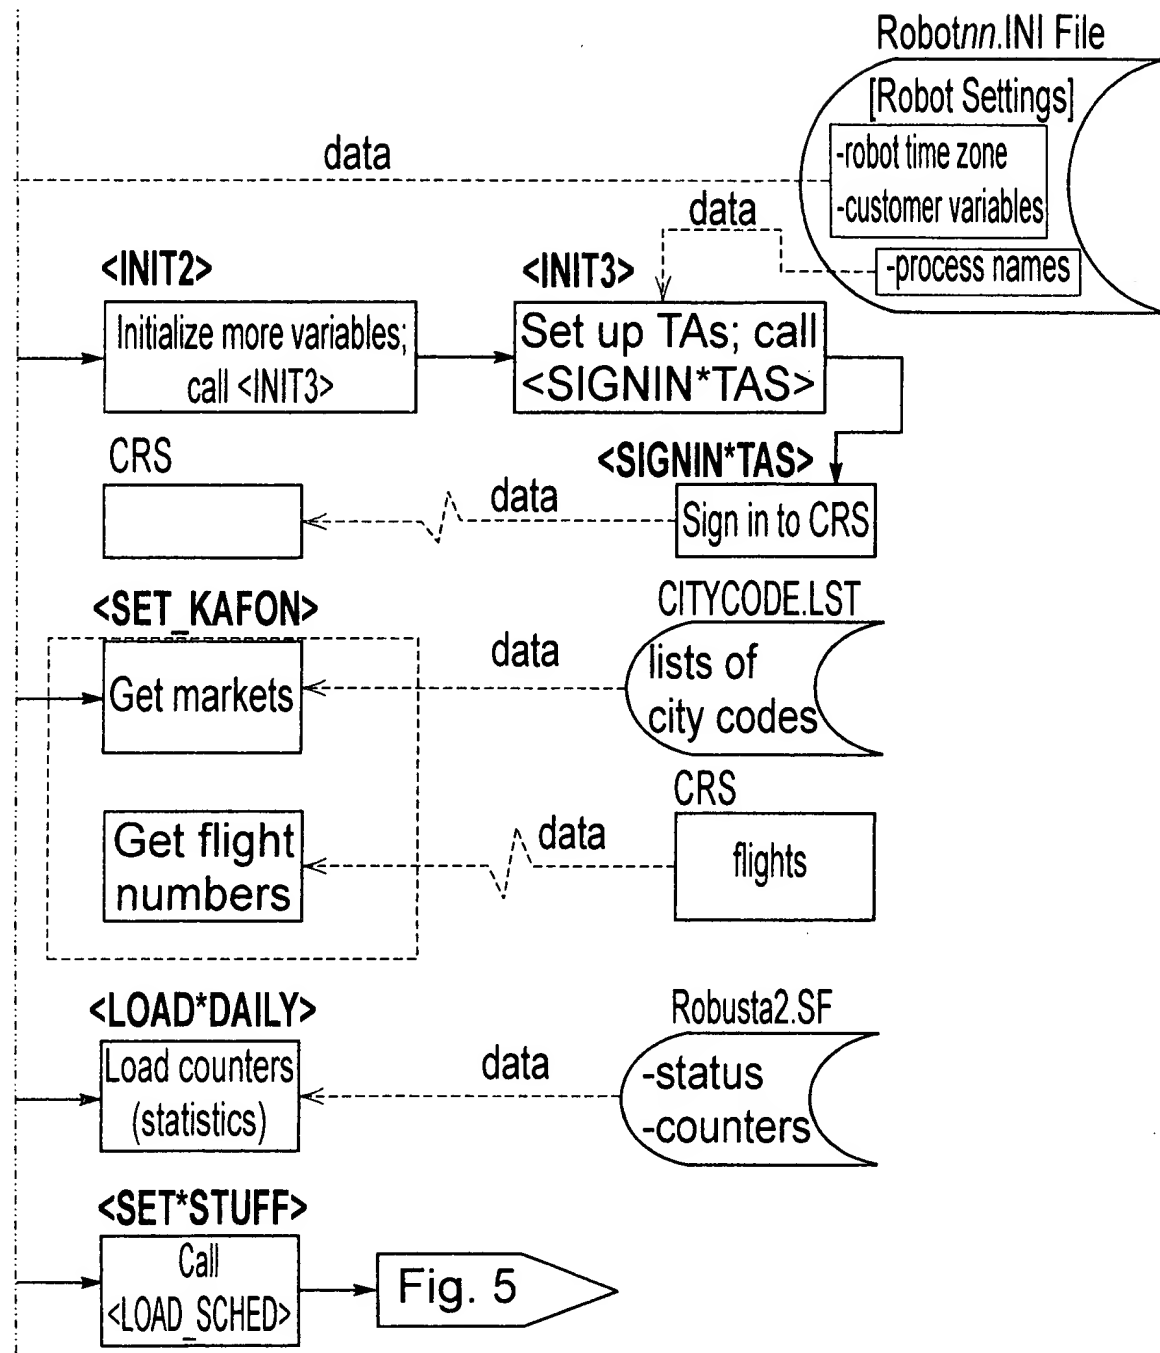 Robotnn.INI File
[Robot Settings]
-robot time zone
-customer variables
data
data
-process names
<INIT2>
Initialize more variables;
call <INIT3>
<INIT3>
Set up TAs; call
<SIGNIN*TAS>
CRS
<SIGNIN*TAS>
data
Sign in to CRS
<SET_KAFON>
Get markets
data
CITYCODE.LST
lists of
city codes
Get flight
numbers
data
CRS
flights
<LOAD*DAILY>
Load counters
(statistics)
data
Robusta2.SF
-status
-counters
<SET*STUFF>
Call
<LOAD_SCHED>
Fig. 5